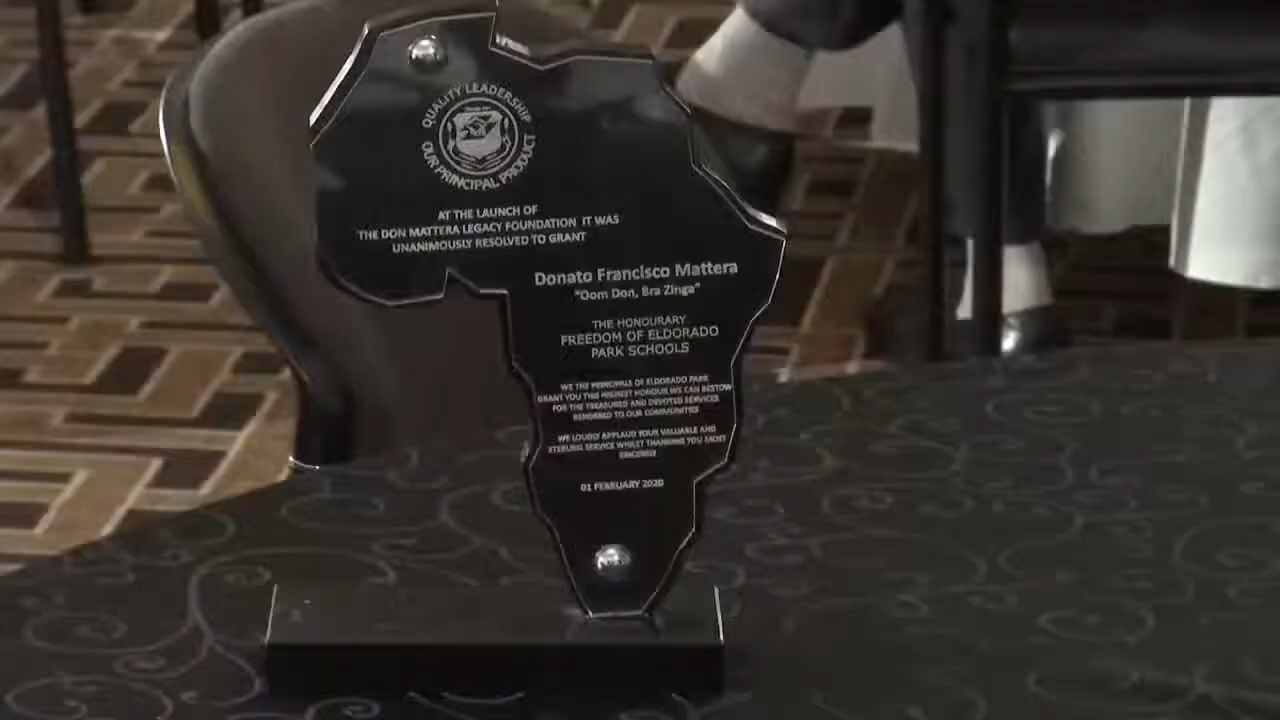 QUALITY LEADERSHIP
OUR PRINCIPAL PRODUCT
AT THE LAUNCH OF
THE DON MATTERA LEGACY FOUNDATION IT WAS
UNANIMOUSLY RESOLVED TO GRANT
Donato Francisco Mattera
"Oom Don, Bra Zinga"
THE HONOURARY
FREEDOM OF ELDORADO
PARK SCHOOLS
WE THE PRINCIPALS OF ELDORADO PARK
GRANT YOU THIS HIGHEST HONOUR WE CAN BESTOW
FOR THE TREASURED AND DEVOTED SERVICES
RENDERED TO OUR COMMUNITIES
WE LOUDLY APPLAUD YOUR VALUABLE AND
STERLING SERVICE WHILST THANKING YOU MOST
SINCERELY
01 FEBRUARY 2020